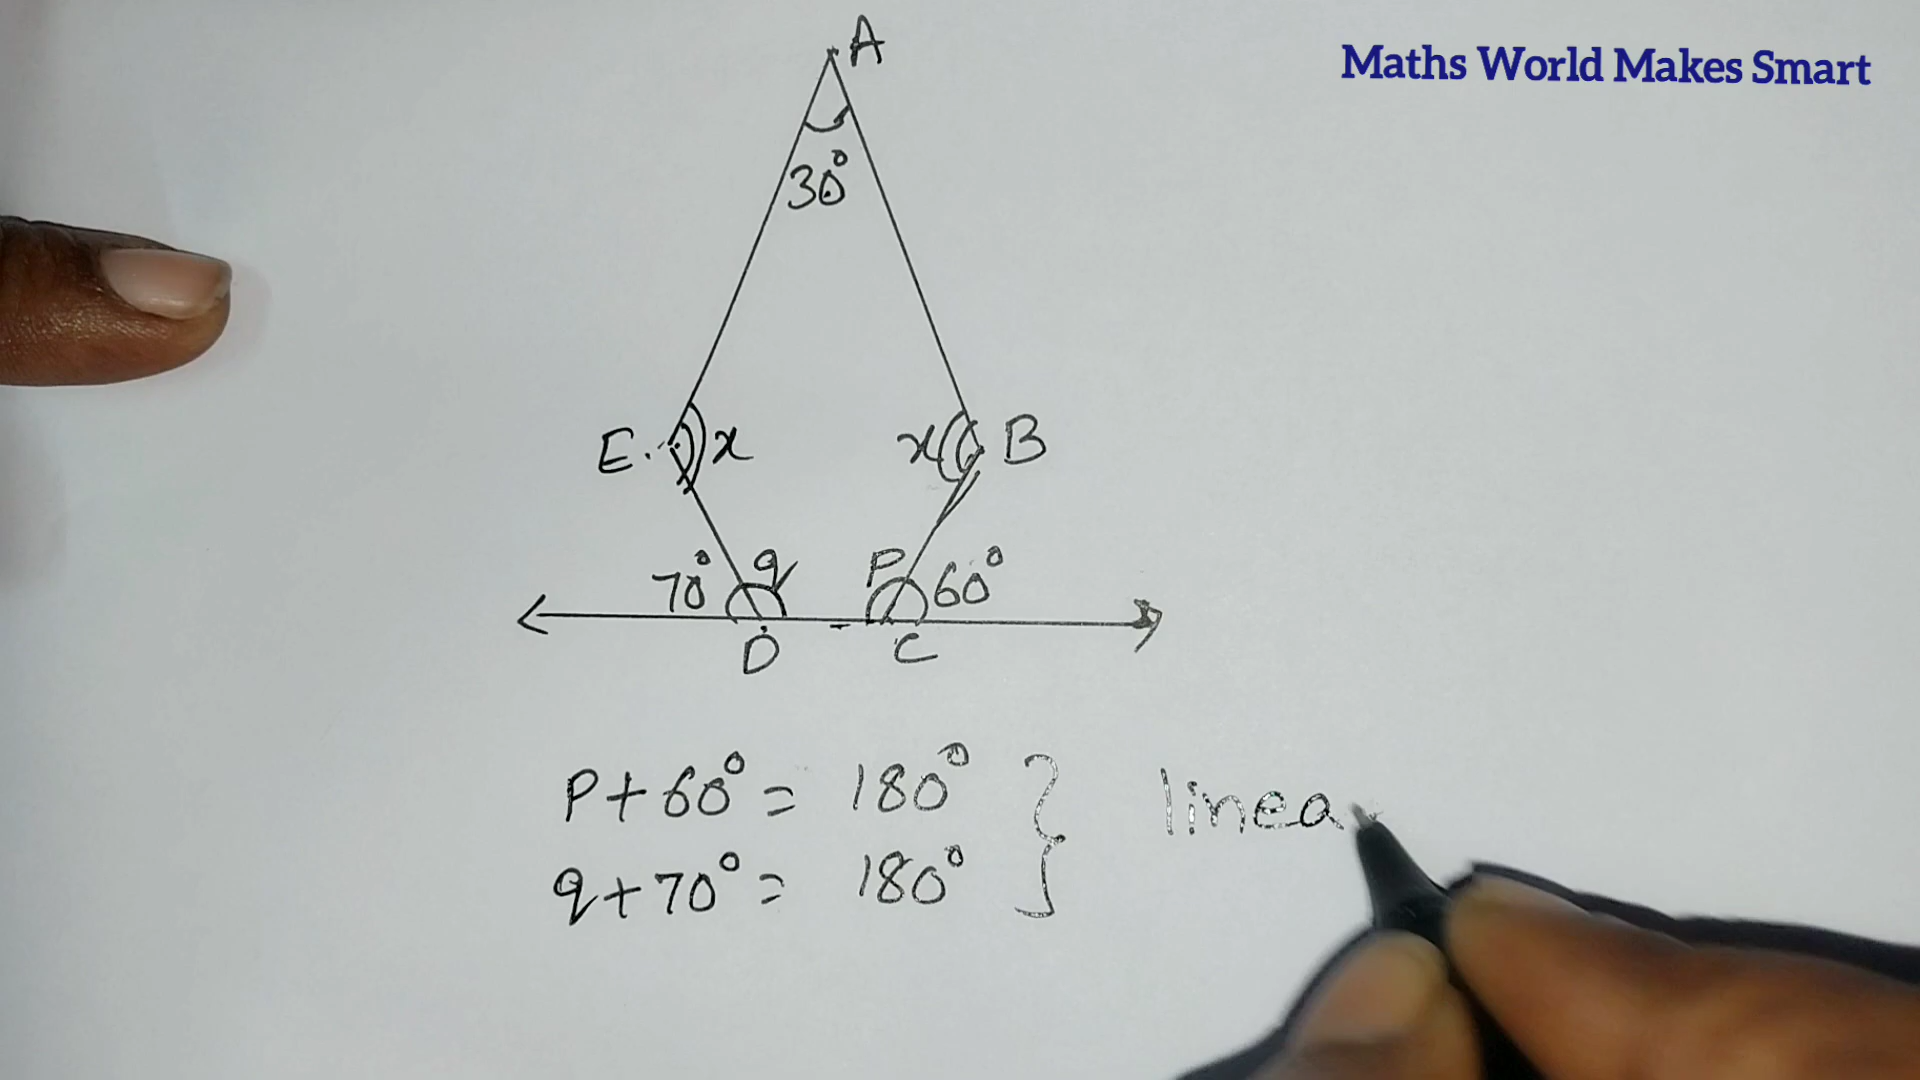 Maths World Makes Smart
A
30°
E x x B
70° q P 60°
D C
P+60° = 180°
q+70° = 180° } linea